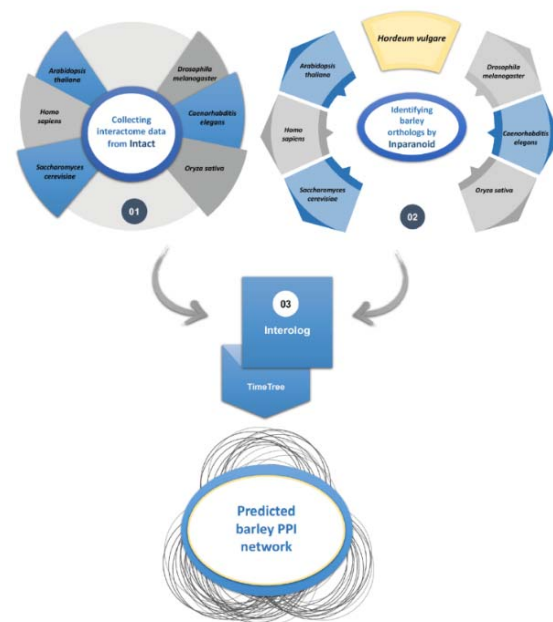 Arabidopsis
thaliana
Drosophila
melanogaster
Homo
sapiens
Collecting
interactome data
from Intact
Caenorhabditis
elegans
Saccharomyces
cerevisiae
Oryza sativa
01
Hordeum vulgare
Arabidopsis
thaliana
Drosophila
melanogaster
Homo
sapiens
Identifying
barley
orthologs by
Inparanoid
Caenorhabditis
elegans
Saccharomyces
cerevisiae
Oryza sativa
02
03
Interolog
TimeTree
Predicted
barley PPI
network